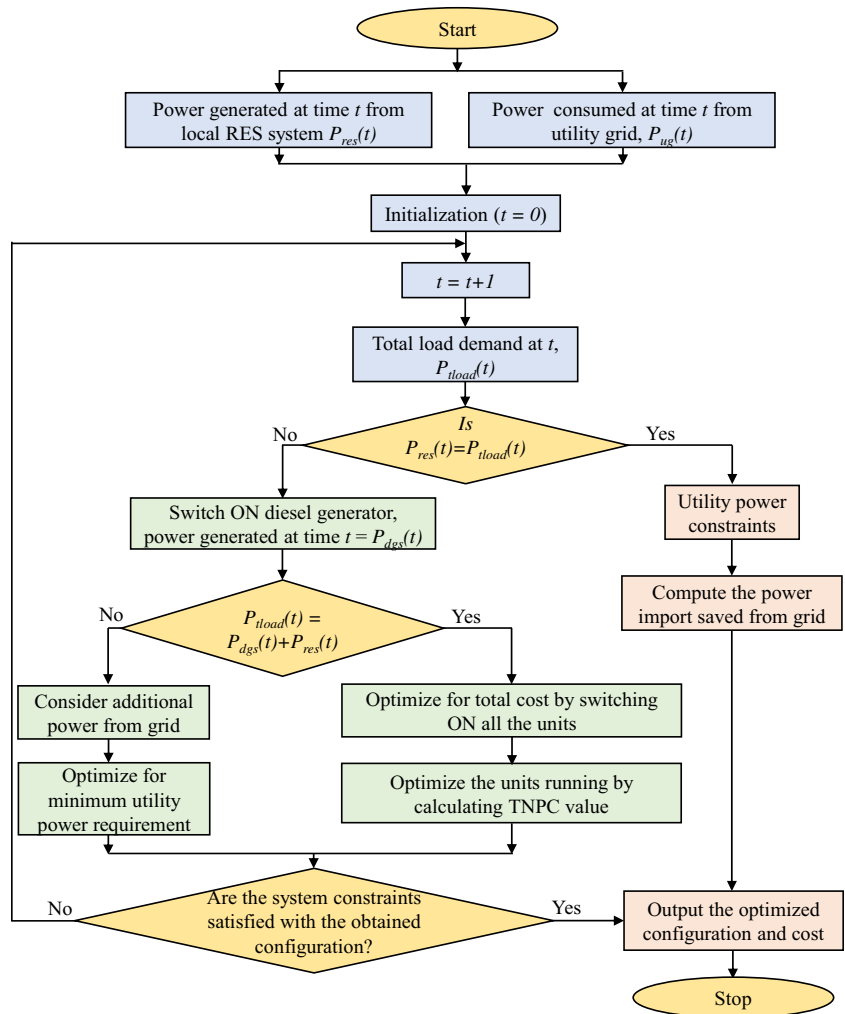 Start
Power generated at time t from
local RES system P_res(t)
Power consumed at time t from
utility grid, P_ug(t)
Initialization (t = 0)
t = t+1
Total load demand at t,
P_tload(t)
Is
P_res(t)=P_tload(t)
No
Yes
Switch ON diesel generator,
power generated at time t = P_dgs(t)
Utility power
constraints
Compute the power
import saved from grid
P_tload(t) =
P_dgs(t)+P_res(t)
No
Yes
Consider additional
power from grid
Optimize for total cost by switching
ON all the units
Optimize for
minimum utility
power requirement
Optimize the units running by
calculating TNPC value
Are the system constraints
satisfied with the obtained
configuration?
No
Yes
Output the optimized
configuration and cost
Stop